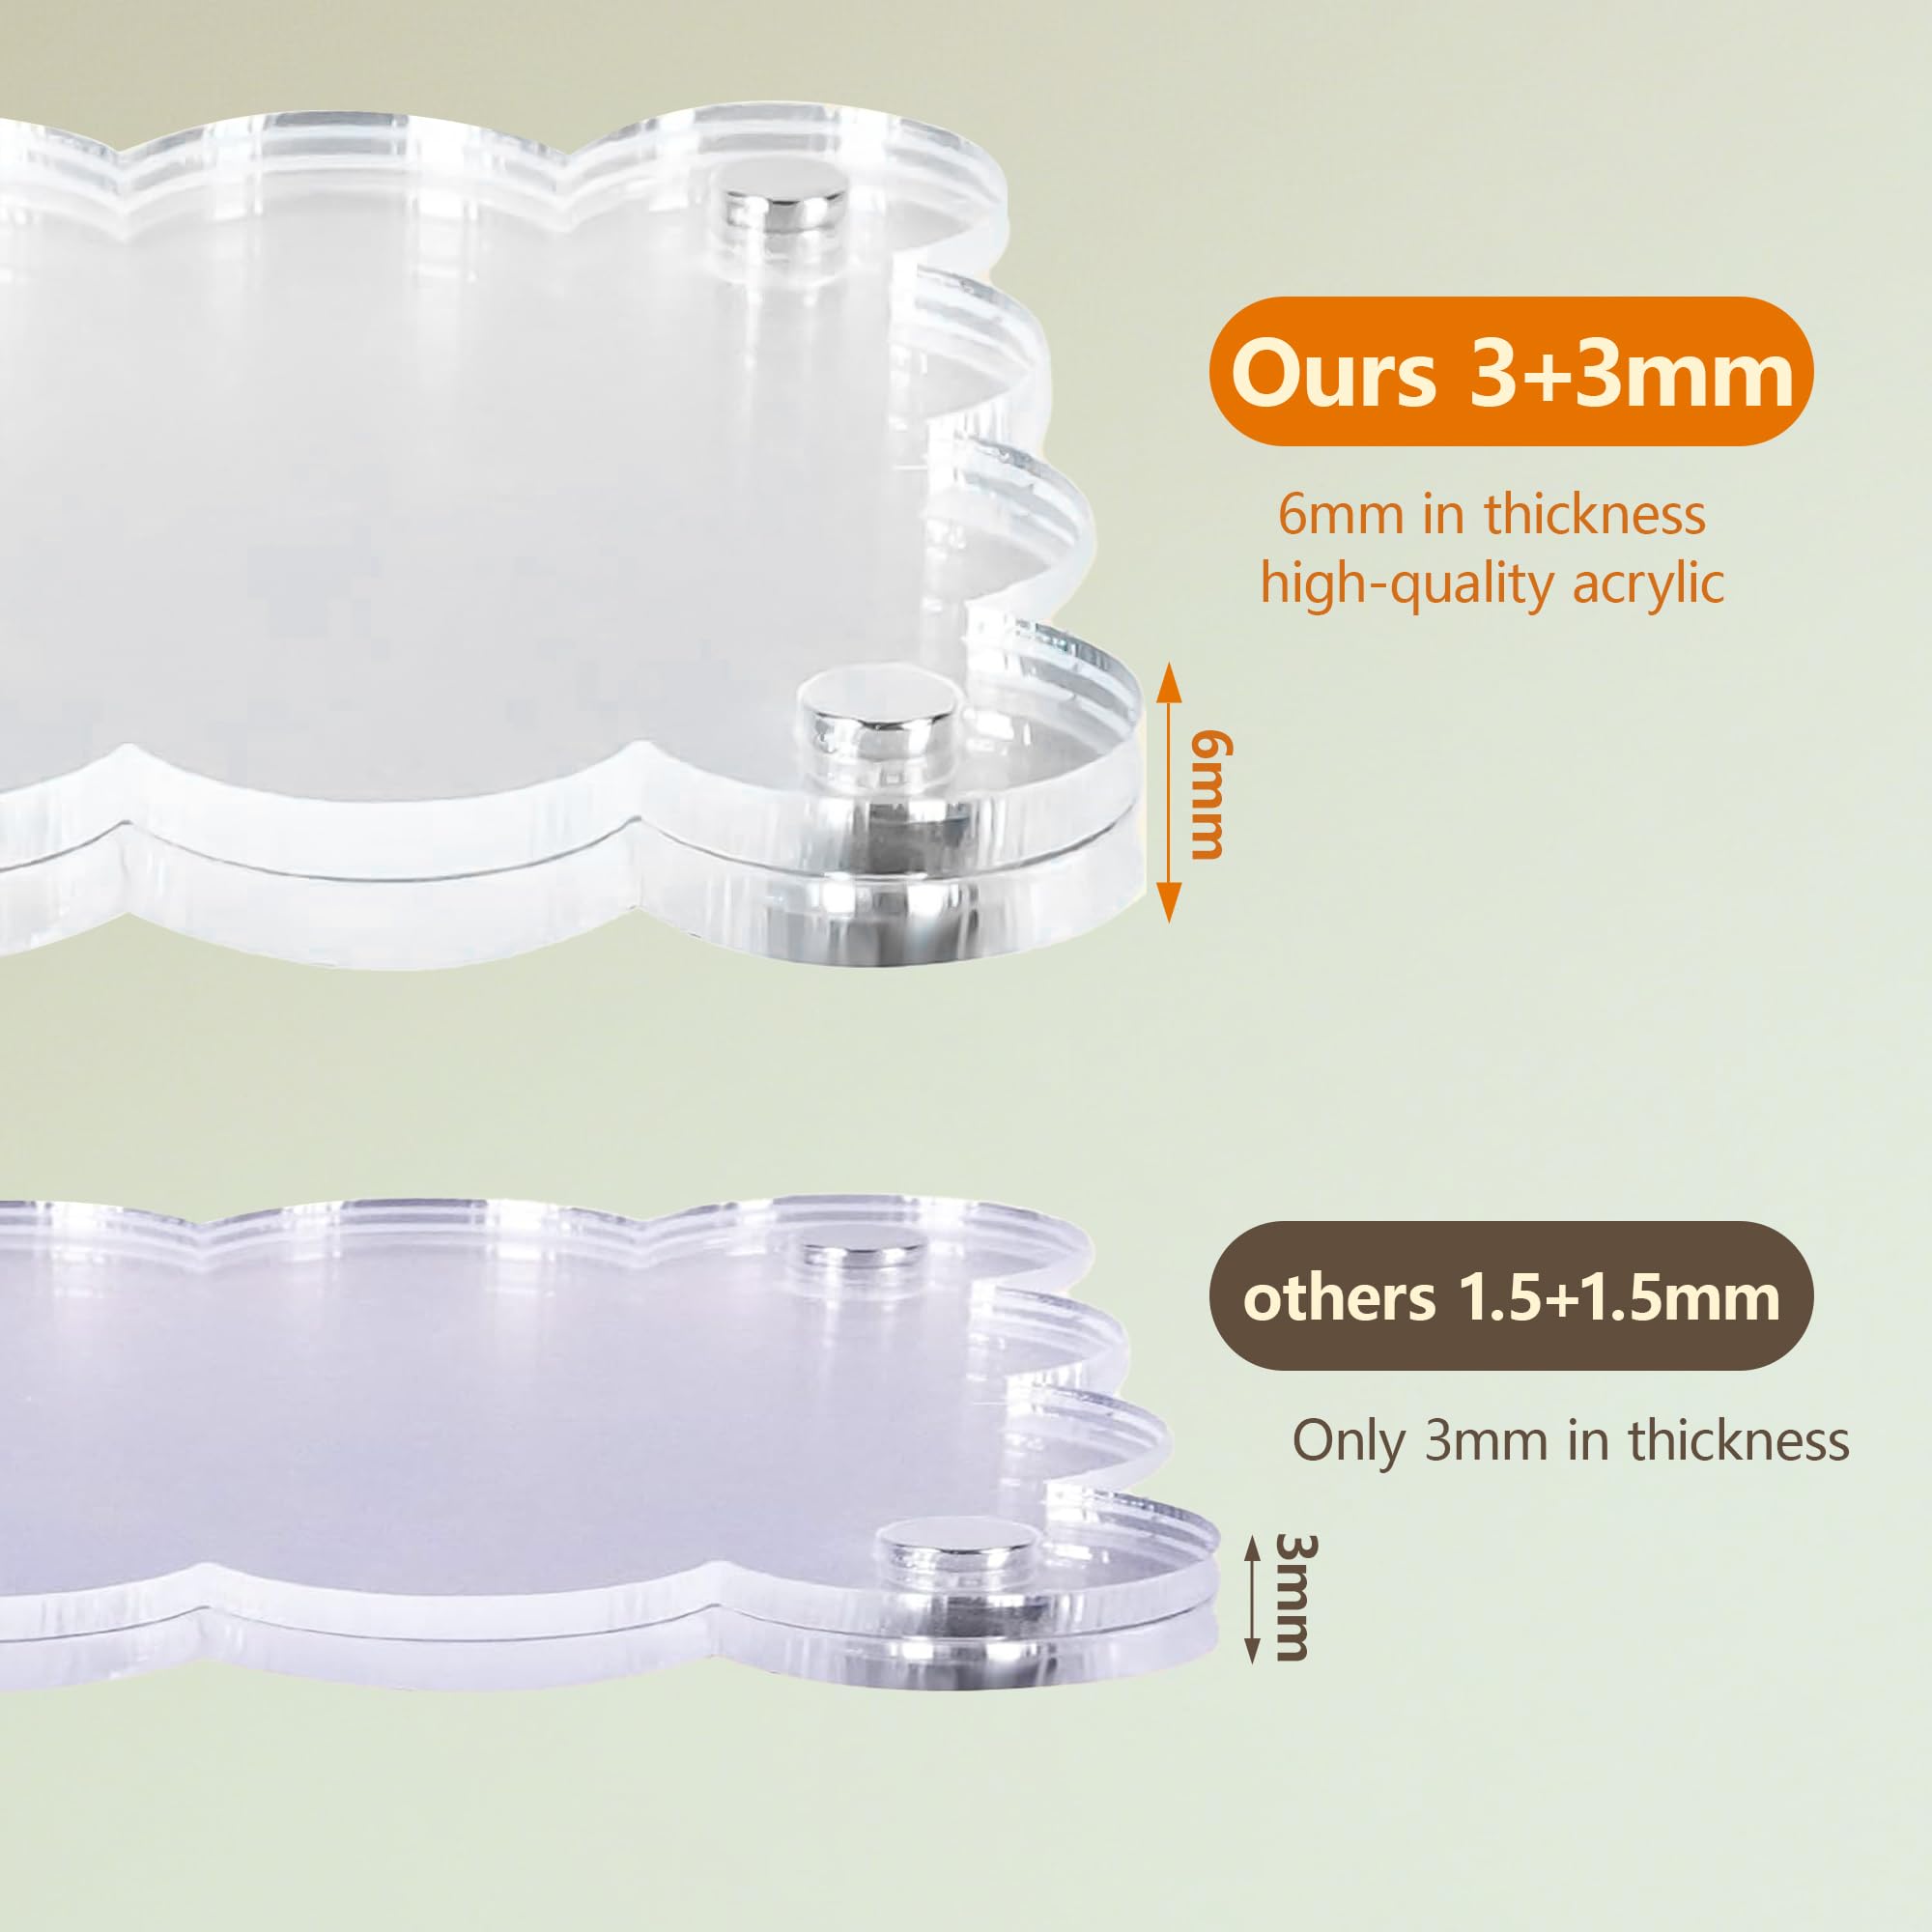 Ours 3+3mm
6mm in thickness
high-quality acrylic
6mm
others 1.5+1.5mm
Only 3mm in thickness
3mm